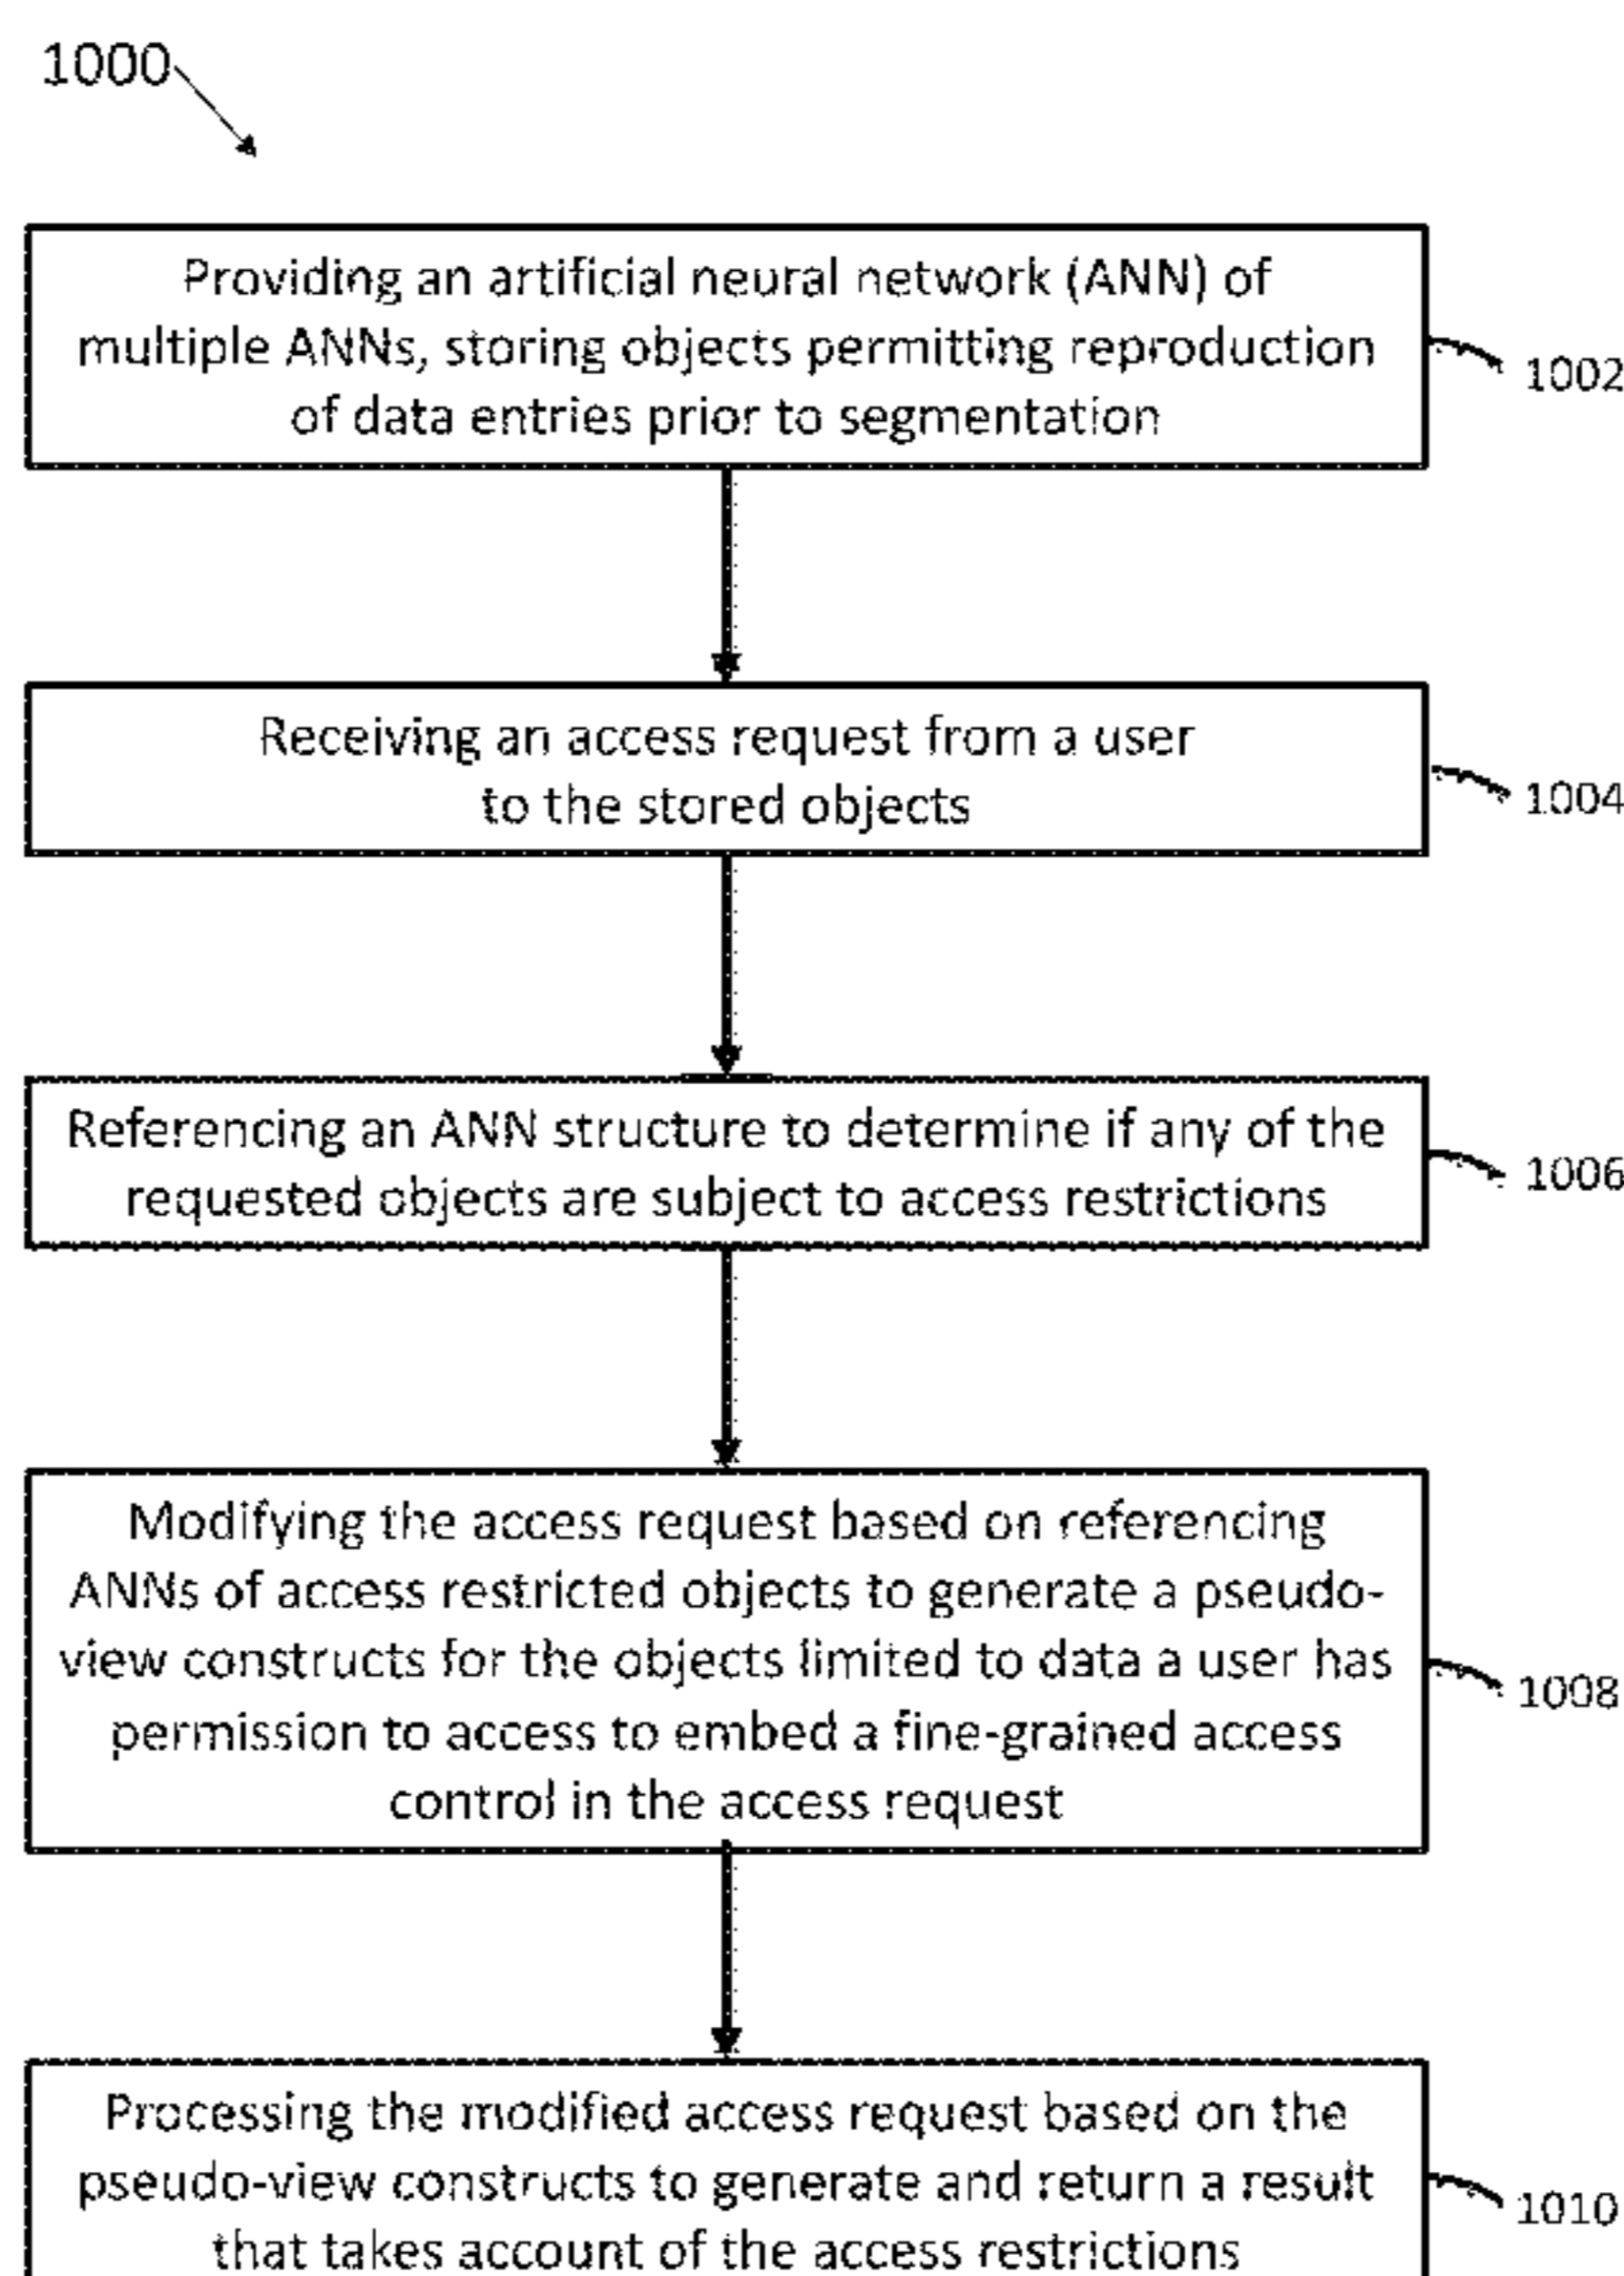 1000
Providing an artificial neural network (ANN) of
multiple ANNs, storing objects permitting reproduction
of data entries prior to segmentation
1002
Receiving an access request from a user
to the stored objects
1004
Referencing an ANN structure to determine if any of the
requested objects are subject to access restrictions
1006
Modifying the access request based on referencing
ANNs of access restricted objects to generate a pseudo-
view constructs for the objects limited to data a user has
permission to access to embed a fine-grained access
control in the access request
1008
Processing the modified access request based on the
pseudo-view constructs to generate and return a result
that takes account of the access restrictions
1010